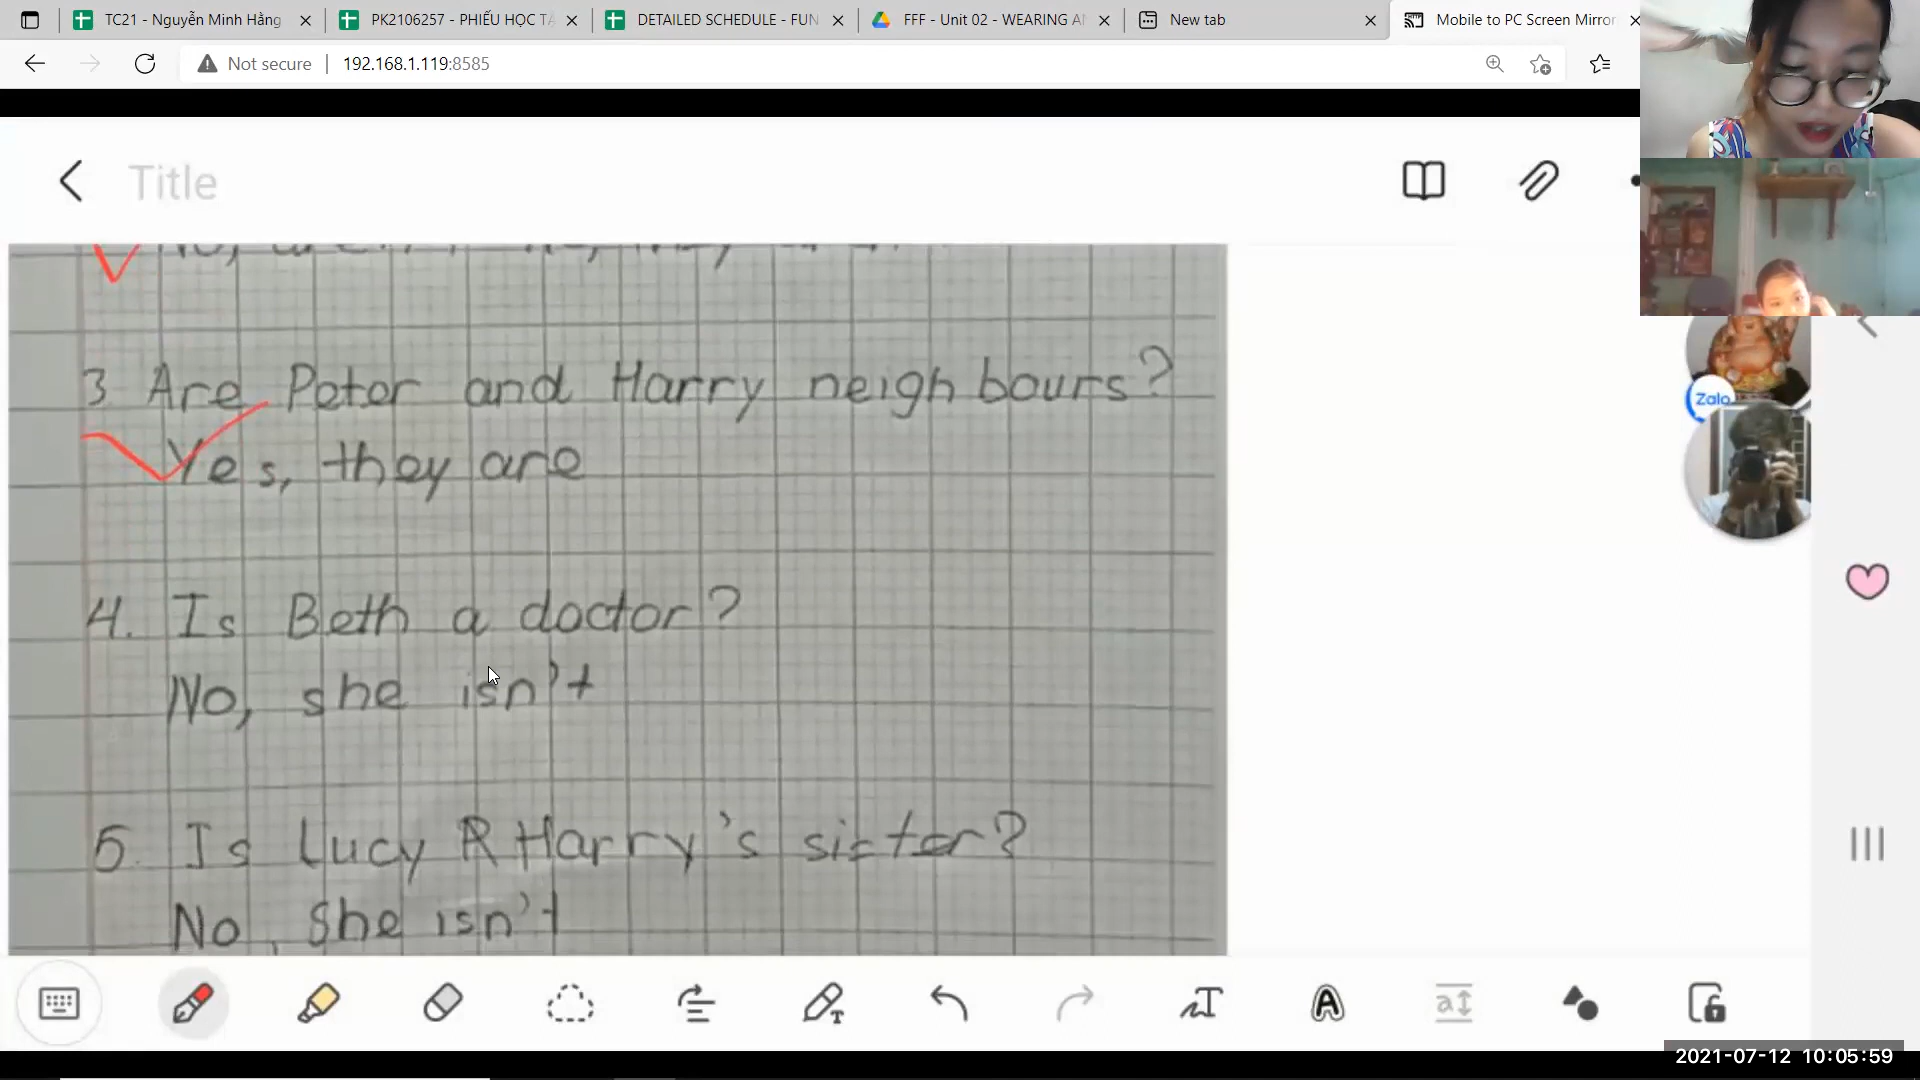 TC21 - Nguyễn Minh Hằng
PK2106257 - PHIẾU HỌC TẬ
DETAILED SCHEDULE - FUN
FFF - Unit 02 - WEARING AN
New tab
Mobile to PC Screen Mirror
Not secure
192.168.1.119:8585
Title
No,
3 Are Peter and Harry neighbours?
Yes, they are
Zalo
4. Is Beth a doctor?
No, she isn't
5. Is Lucy R Harry's sister?
No, she isn't
2021-07-12 10:05:59